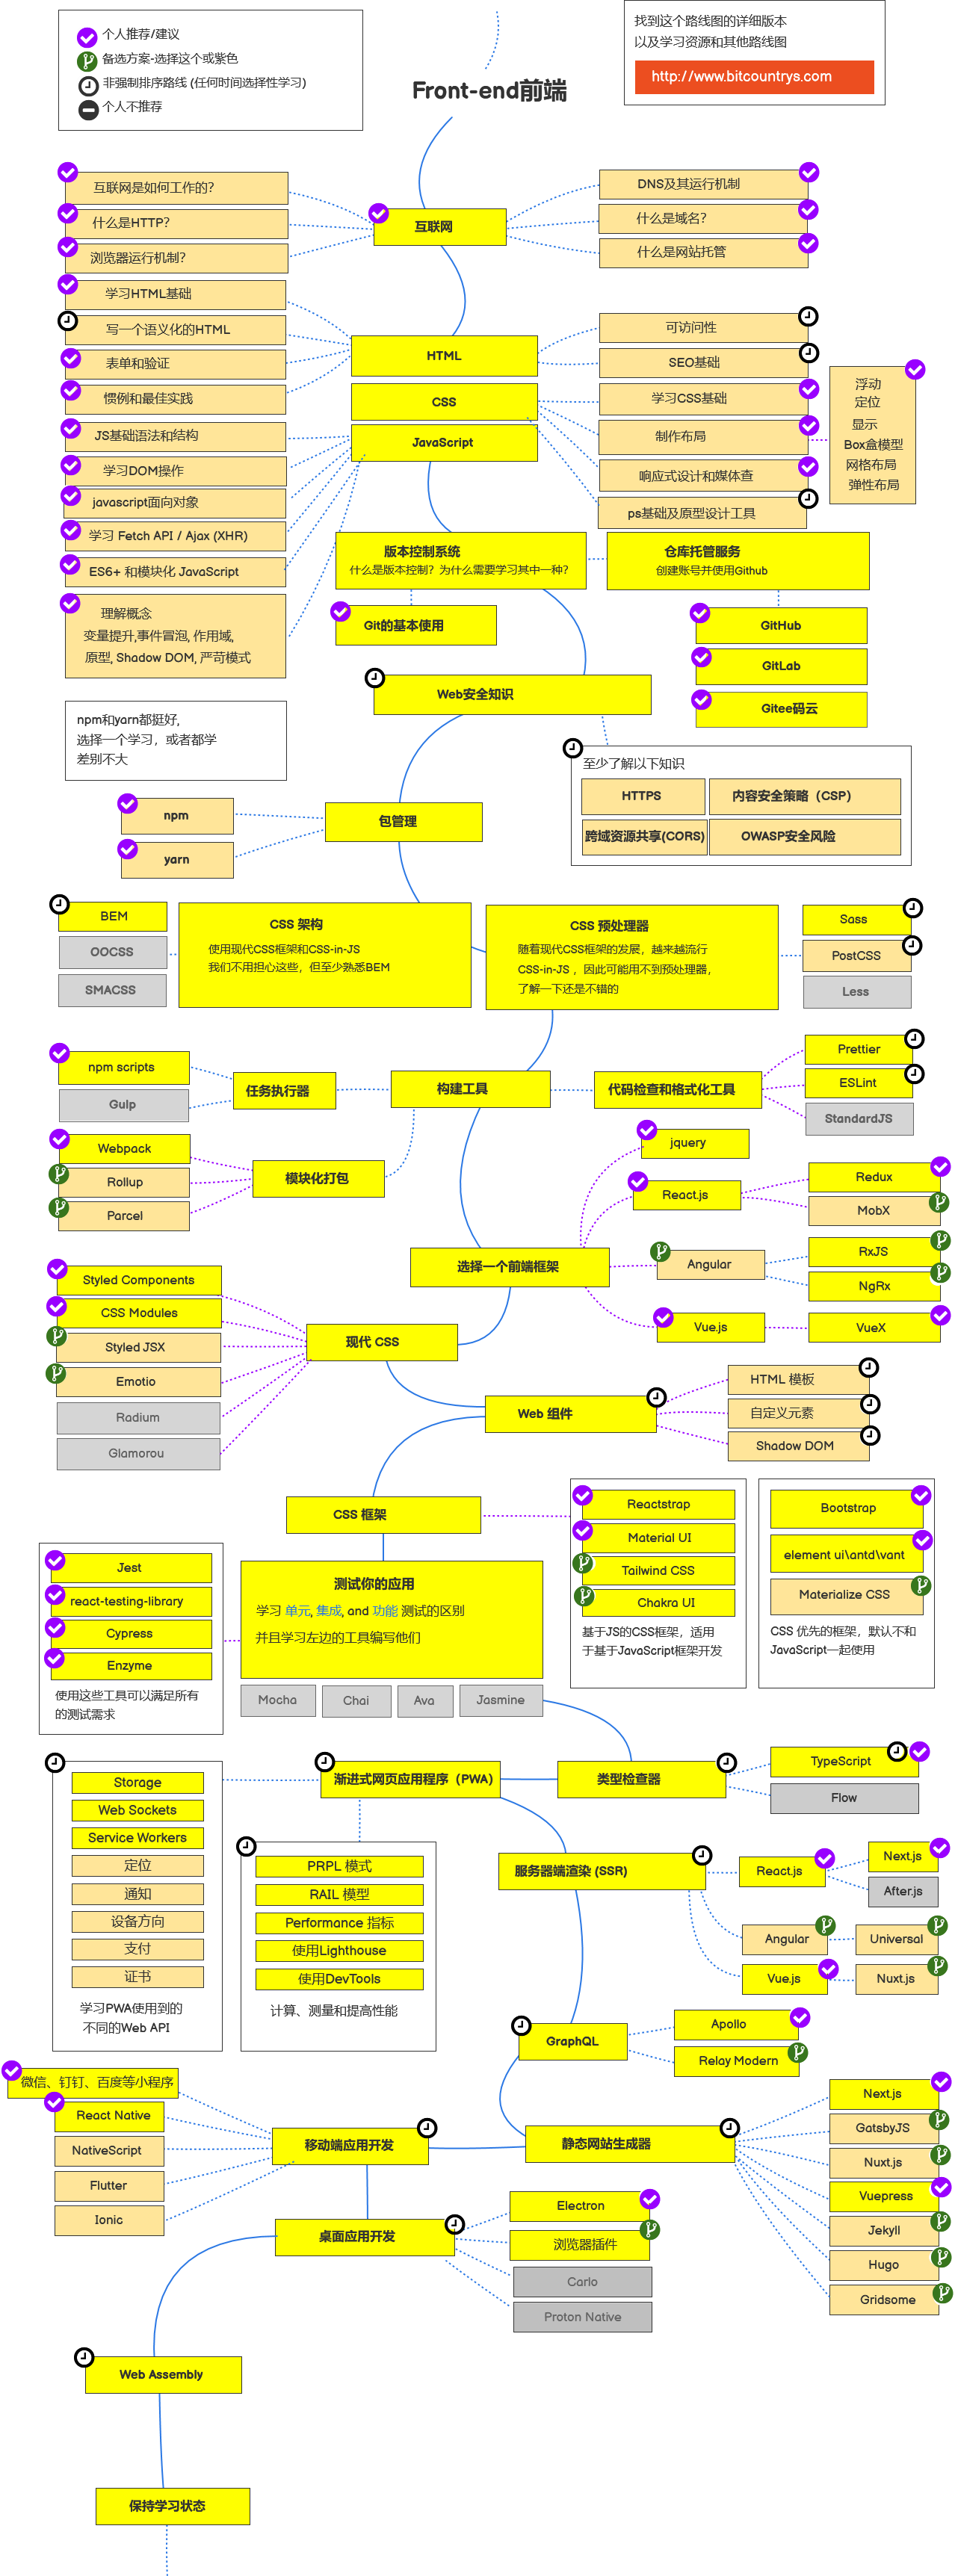 个人推荐/建议
备选方案-选择这个或紫色
非强制排序路线 (任何时间选择性学习)
个人不推荐
找到这个路线图的详细版本
以及学习资源和其他路线图
http://www.bitcountrys.com
Front-end前端
互联网是如何工作的?
什么是HTTP?
浏览器运行机制?
互联网
DNS及其运行机制
什么是域名?
什么是网站托管
学习HTML基础
写一个语义化的HTML
表单和验证
惯例和最佳实践
HTML
可访问性
SEO基础
CSS
学习CSS基础
制作布局
响应式设计和媒体查
ps基础及原型设计工具
浮动
定位
显示
Box盒模型
网格布局
弹性布局
JavaScript
JS基础语法和结构
学习DOM操作
javascript面向对象
学习 Fetch API / Ajax (XHR)
ES6+ 和模块化 JavaScript
理解概念
变量提升,事件冒泡, 作用域,
原型, Shadow DOM, 严苛模式
版本控制系统
什么是版本控制? 为什么需要学习其中一种?
仓库托管服务
创建账号并使用Github
Git的基本使用
GitHub
GitLab
Gitee码云
Web安全知识
至少了解以下知识
HTTPS
内容安全策略（CSP）
跨域资源共享(CORS)
OWASP安全风险
npm和yarn都挺好,
选择一个学习，或者都学
差别不大
npm
yarn
包管理
BEM
OOCSS
SMACSS
CSS 架构
使用现代CSS框架和CSS-in-JS
我们不用担心这些，但至少熟悉BEM
CSS 预处理器
随着现代CSS框架的发展，越来越流行
CSS-in-JS ，因此可能用不到预处理器，
了解一下还是不错的
Sass
PostCSS
Less
npm scripts
Gulp
任务执行器
构建工具
代码检查和格式化工具
Prettier
ESLint
StandardJS
Webpack
Rollup
Parcel
模块化打包
jquery
React.js
Redux
MobX
选择一个前端框架
Angular
RxJS
NgRx
Vue.js
VueX
Styled Components
CSS Modules
Styled JSX
Emotio
Radium
Glamorou
现代 CSS
Web 组件
HTML 模板
自定义元素
Shadow DOM
CSS 框架
Reactstrap
Material UI
Tailwind CSS
Chakra UI
基于JS的CSS框架，适用
于基于JavaScript框架开发
Bootstrap
element ui\antd\vant
Materialize CSS
CSS 优先的框架，默认不和
JavaScript一起使用
Jest
react-testing-library
Cypress
Enzyme
使用这些工具可以满足所有
的测试需求
测试你的应用
学习 单元, 集成, and 功能 测试的区别
并且学习左边的工具编写他们
Mocha
Chai
Ava
Jasmine
渐进式网页应用程序（PWA）
类型检查器
TypeScript
Flow
Storage
Web Sockets
Service Workers
定位
通知
设备方向
支付
证书
学习PWA使用到的
不同的Web API
PRPL 模式
RAIL 模型
Performance 指标
使用Lighthouse
使用DevTools
计算、测量和提高性能
服务器端渲染 (SSR)
React.js
Next.js
After.js
Angular
Universal
Vue.js
Nuxt.js
GraphQL
Apollo
Relay Modern
微信、钉钉、百度等小程序
React Native
NativeScript
Flutter
Ionic
移动端应用开发
静态网站生成器
Next.js
GatsbyJS
Nuxt.js
Vuepress
Jekyll
Hugo
Gridsome
桌面应用开发
Electron
浏览器插件
Carlo
Proton Native
Web Assembly
保持学习状态